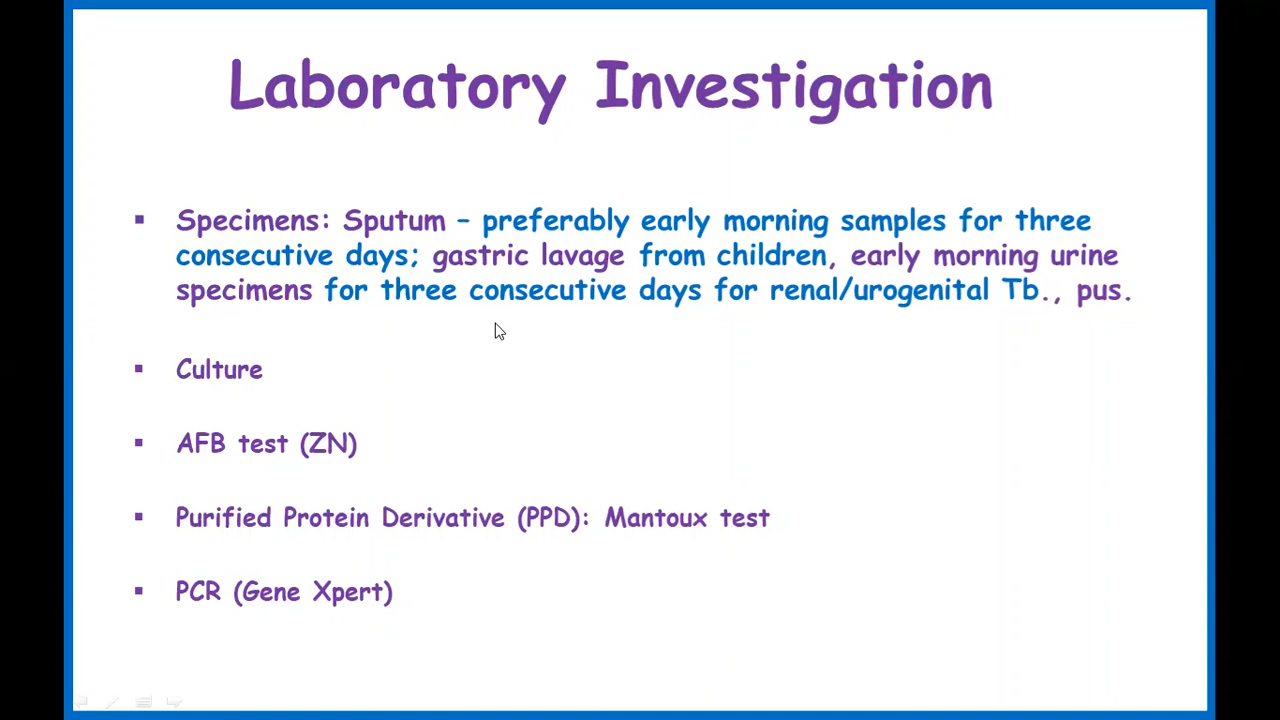 Laboratory Investigation
▪ Specimens: Sputum – preferably early morning samples for three
consecutive days; gastric lavage from children, early morning urine
specimens for three consecutive days for renal/urogenital Tb., pus.
▪ Culture
▪ AFB test (ZN)
▪ Purified Protein Derivative (PPD): Mantoux test
▪ PCR (Gene Xpert)